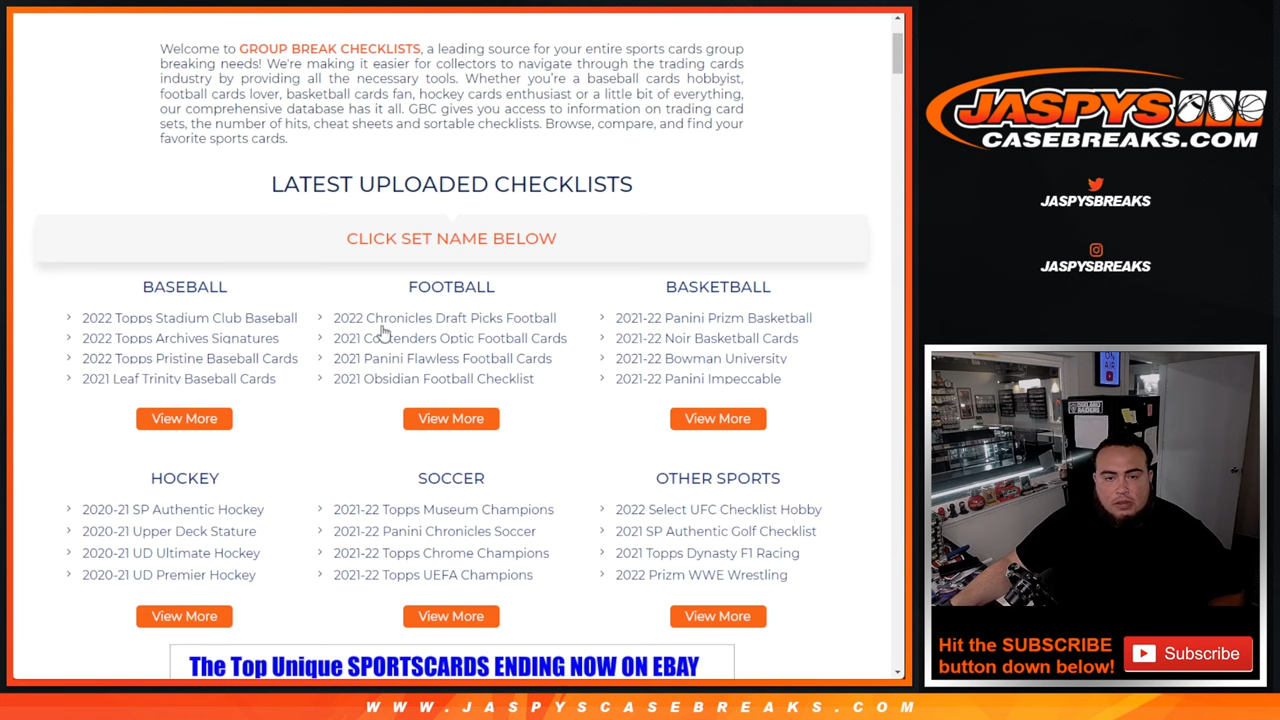 Welcome to GROUP BREAK CHECKLISTS, a leading source for your entire sports cards group
breaking needs! We're making it easier for collectors to navigate through the trading cards
industry by providing all the necessary tools. Whether you're a baseball cards hobbyist,
football cards lover, basketball cards fan, hockey cards enthusiast or a little bit of everything,
our comprehensive database has it all. GBC gives you access to information on trading card
sets, the number of hits, cheat sheets and sortable checklists. Browse, compare, and find your
favorite sports cards.
LATEST UPLOADED CHECKLISTS
CLICK SET NAME BELOW
BASEBALL
2022 Topps Stadium Club Baseball
2022 Topps Archives Signatures
2022 Topps Pristine Baseball Cards
2021 Leaf Trinity Baseball Cards
View More
FOOTBALL
2022 Chronicles Draft Picks Football
2021 Contenders Optic Football Cards
2021 Panini Flawless Football Cards
2021 Obsidian Football Checklist
View More
BASKETBALL
2021-22 Panini Prizm Basketball
2021-22 Noir Basketball Cards
2021-22 Bowman University
2021-22 Panini Impeccable
View More
HOCKEY
2020-21 SP Authentic Hockey
2020-21 Upper Deck Stature
2020-21 UD Ultimate Hockey
2020-21 UD Premier Hockey
View More
SOCCER
2021-22 Topps Museum Champions
2021-22 Panini Chronicles Soccer
2021-22 Topps Chrome Champions
2021-22 Topps UEFA Champions
View More
OTHER SPORTS
2022 Select UFC Checklist Hobby
2021 SP Authentic Golf Checklist
2021 Topps Dynasty F1 Racing
2022 Prizm WWE Wrestling
View More
The Top Unique SPORTSCARDS ENDING NOW ON EBAY
JASPYS
CASEBREAKS.COM
JASPYSBREAKS
JASPYSBREAKS
ON
AIR
Hit the SUBSCRIBE
button down below!
Subscribe
WWW.JASPYSCASEBREAKS.COM